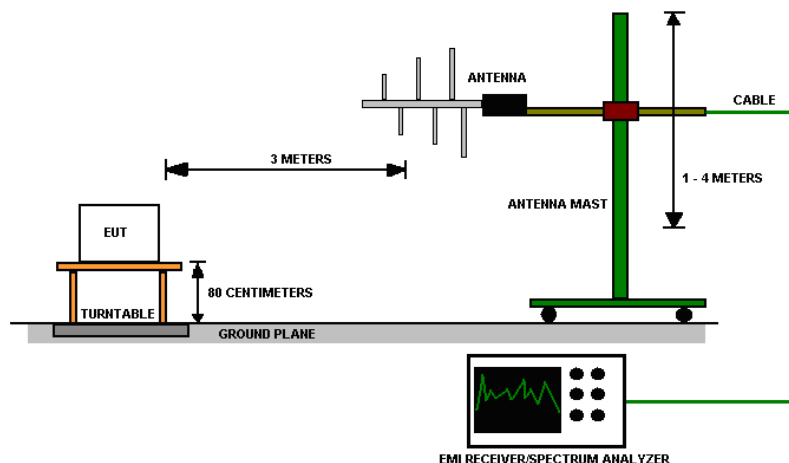 ANTENNA
CABLE
3 METERS
1 - 4 METERS
ANTENNA MAST
EUT
80 CENTIMETERS
TURNTABLE
GROUND PLANE
EMI RECEIVER/SPECTRUM ANALYZER